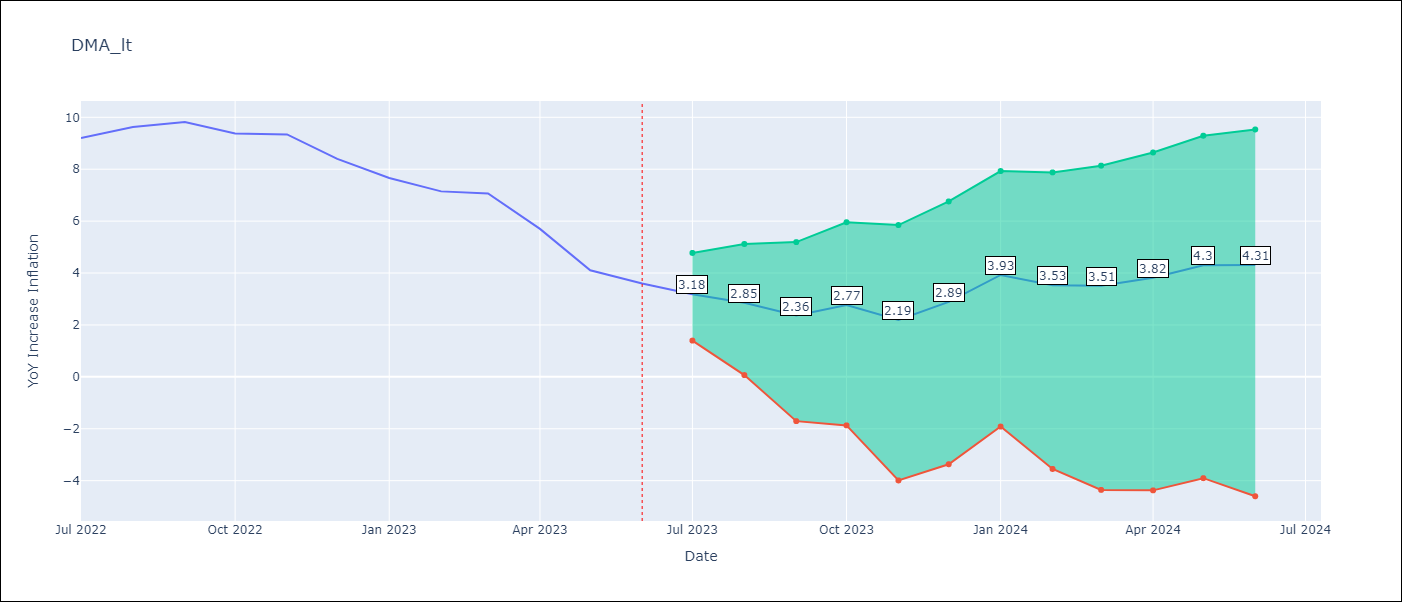 DMA_lt
YoY Increase Inflation
10
8
6
4
2
0
−2
−4
3.18
2.85
2.36
2.77
2.19
2.89
3.93
3.53
3.51
3.82
4.3
4.31
Jul 2022
Oct 2022
Jan 2023
Apr 2023
Jul 2023
Oct 2023
Jan 2024
Apr 2024
Jul 2024
Date